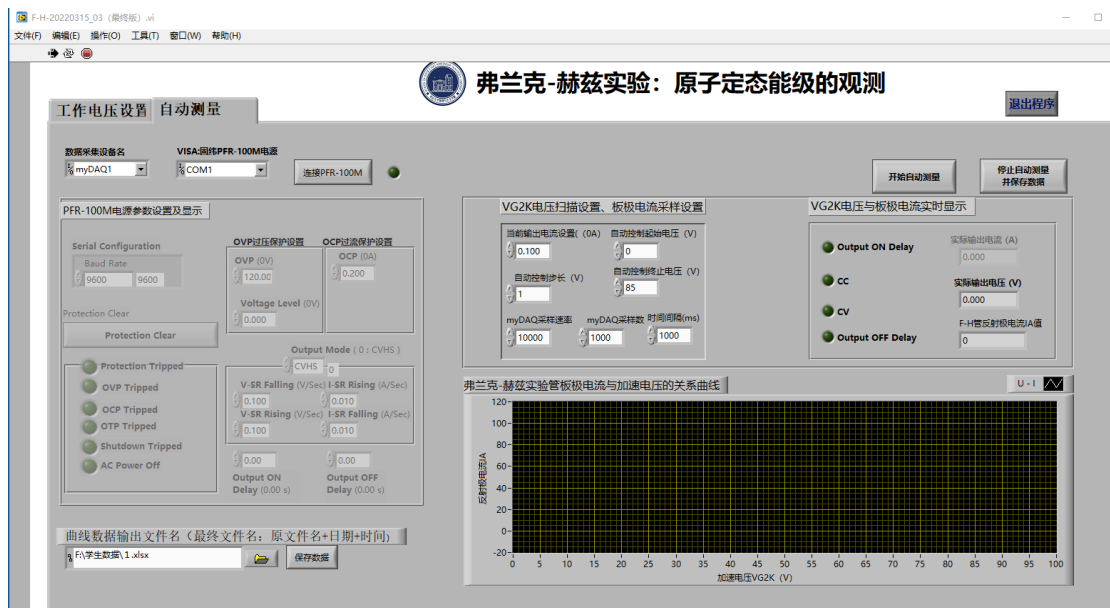 F-H-20220315_03（最终版）.vi
文件(F) 编辑(E) 操作(O) 工具(T) 窗口(W) 帮助(H)
弗兰克-赫兹实验：原子定态能级的观测
退出程序
工作电压设置 自动测量
数据采集设备名 VISA:固纬PFR-100M电源
myDAQ1 COM1 连接PFR-100M
开始自动测量
停止自动测量
并保存数据
PFR-100M电源参数设置及显示
Serial Configuration
Baud Rate
9600 9600
Protection Clear
Protection Clear
Protection Tripped
OVP Tripped
OCP Tripped
OTP Tripped
Shutdown Tripped
AC Power Off
OVP过压保护设置 OCP过流保护设置
OVP (0V) OCP (0A)
120.00 0.200
Voltage Level (0V)
0.000
Output Mode ( 0 : CVHS )
CVHS 0
V-SR Falling (V/Sec) I-SR Rising (A/Sec)
0.100 0.010
V-SR Rising (V/Sec) I-SR Falling (A/Sec)
0.100 0.010
0.00 0.00
Output ON Output OFF
Delay (0.00 s) Delay (0.00 s)
曲线数据输出文件名（最终文件名：原文件名+日期+时间）
F:\学生数据\1.xlsx 保存数据
VG2K电压扫描设置、板极电流采样设置
当前输出电流设置( (0A) 自动控制起始电压 (V)
0.100 0
自动控制步长 (V) 自动控制终止电压 (V)
1 85
myDAQ采样速率 myDAQ采样数 时间间隔(ms)
10000 1000 1000
VG2K电压与板极电流实时显示
Output ON Delay
CC
CV
Output OFF Delay
实际输出电流 (A)
0.000
实际输出电压 (V)
0.000
F-H管反射极电流IA值
0
弗兰克-赫兹实验管板极电流与加速电压的关系曲线
U - I
反射极电流IA
120
100
80
60
40
20
0
-20
0 5 10 15 20 25 30 35 40 45 50 55 60 65 70 75 80 85 90 95 100
加速电压VG2K (V)